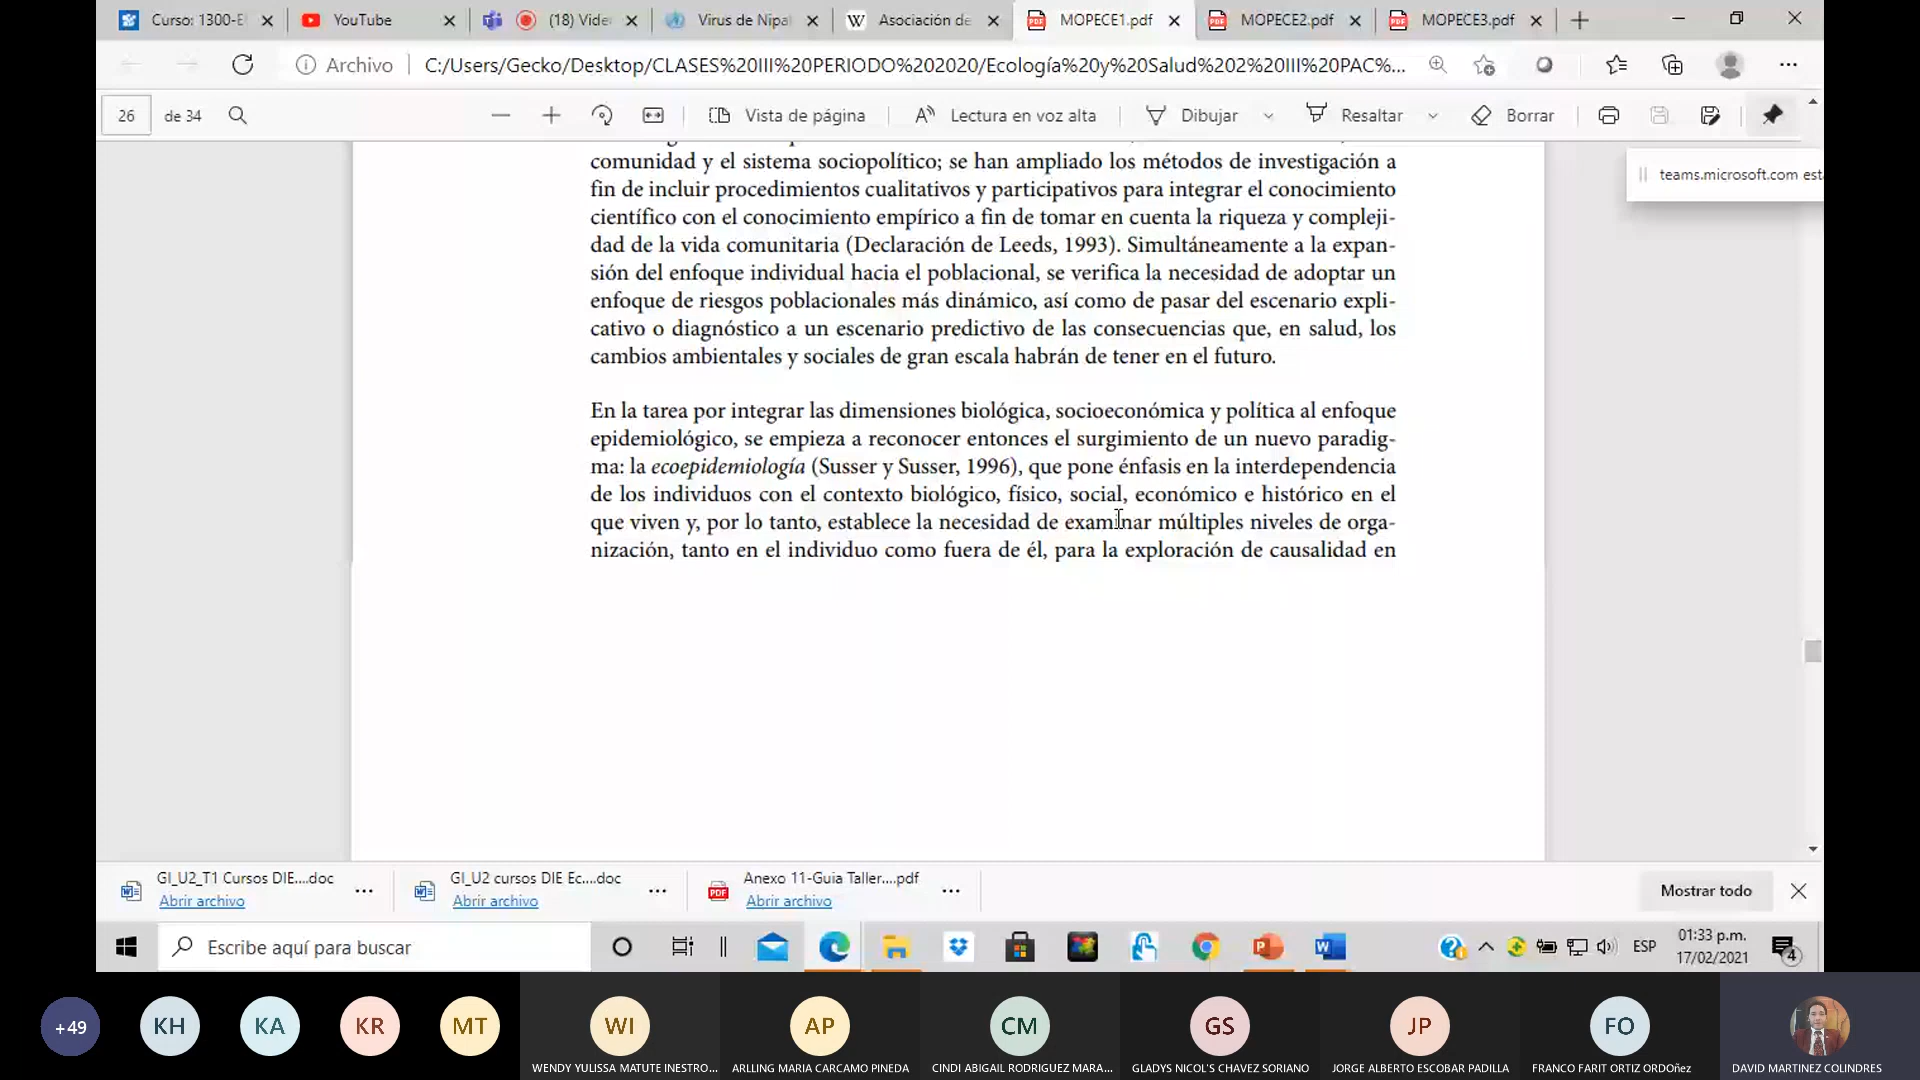 Curso: 1300-E
YouTube
(18) Vide
Virus de Nipa
Asociación de
MOPECE1.pdf
MOPECE2.pdf
MOPECE3.pdf
Archivo
C:/Users/Gecko/Desktop/CLASES%20III%20PERIODO%202020/Ecología%20y%20Salud%202%20III%20PAC%...
26 de 34
Vista de página
Lectura en voz alta
Dibujar
Resaltar
Borrar
teams.microsoft.com est
comunidad y el sistema sociopolítico; se han ampliado los métodos de investigación a
fin de incluir procedimientos cualitativos y participativos para integrar el conocimiento
científico con el conocimiento empírico a fin de tomar en cuenta la riqueza y compleji-
dad de la vida comunitaria (Declaración de Leeds, 1993). Simultáneamente a la expan-
sión del enfoque individual hacia el poblacional, se verifica la necesidad de adoptar un
enfoque de riesgos poblacionales más dinámico, así como de pasar del escenario expli-
cativo o diagnóstico a un escenario predictivo de las consecuencias que, en salud, los
cambios ambientales y sociales de gran escala habrán de tener en el futuro.
En la tarea por integrar las dimensiones biológica, socioeconómica y política al enfoque
epidemiológico, se empieza a reconocer entonces el surgimiento de un nuevo paradig-
ma: la ecoepidemiología (Susser y Susser, 1996), que pone énfasis en la interdependencia
de los individuos con el contexto biológico, físico, social, económico e histórico en el
que viven y, por lo tanto, establece la necesidad de examinar múltiples niveles de orga-
nización, tanto en el individuo como fuera de él, para la exploración de causalidad en
GI_U2_T1 Cursos DIE....doc
Abrir archivo
GI_U2 cursos DIE Ec....doc
Abrir archivo
PDF
Anexo 11-Guia Taller....pdf
Abrir archivo
Mostrar todo
Escribe aquí para buscar
ESP
01:33 p.m.
17/02/2021
4
+49
KH
KA
KR
MT
WI
AP
CM
GS
JP
FO
WENDY YULISSA MATUTE INESTRO...
ARLLING MARIA CARCAMO PINEDA
CINDI ABIGAIL RODRIGUEZ MARA...
GLADYS NICOL'S CHAVEZ SORIANO
JORGE ALBERTO ESCOBAR PADILLA
FRANCO FARIT ORTIZ ORDOñez
DAVID MARTINEZ COLINDRES